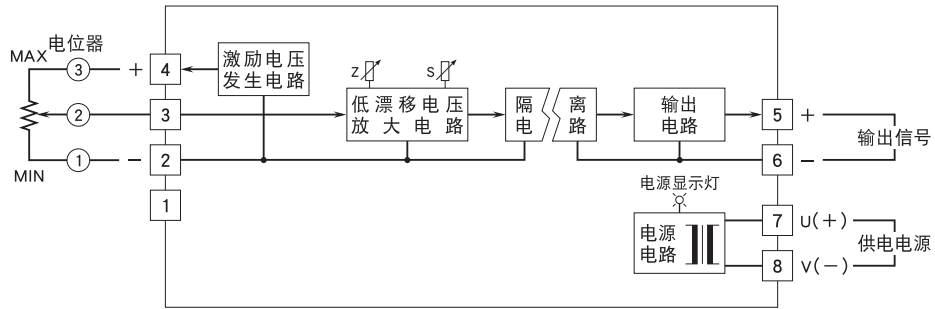 MAX 电位器
3 + 4
激励电压
发生电路
Z S
2 3
低漂移电压
放大电路
隔 离
电 路
输出
电路
5 +
输出信号
1 - 2
6 -
MIN
1
电源显示灯
电源
电路
7 U(+)
供电电源
8 V(-)